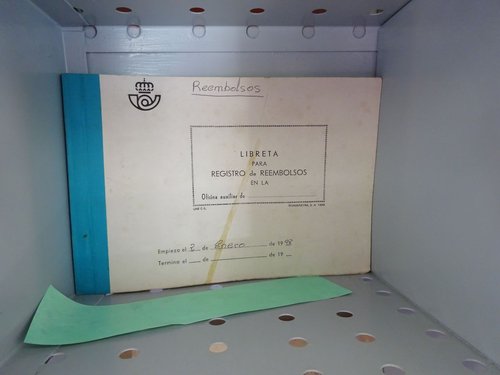 Reembolsos
LIBRETA
PARA
REGISTRO de REEMBOLSOS
EN LA
Oficina auxiliar de
Empieza el 2 de Enero de 1998
Termina el de de 19